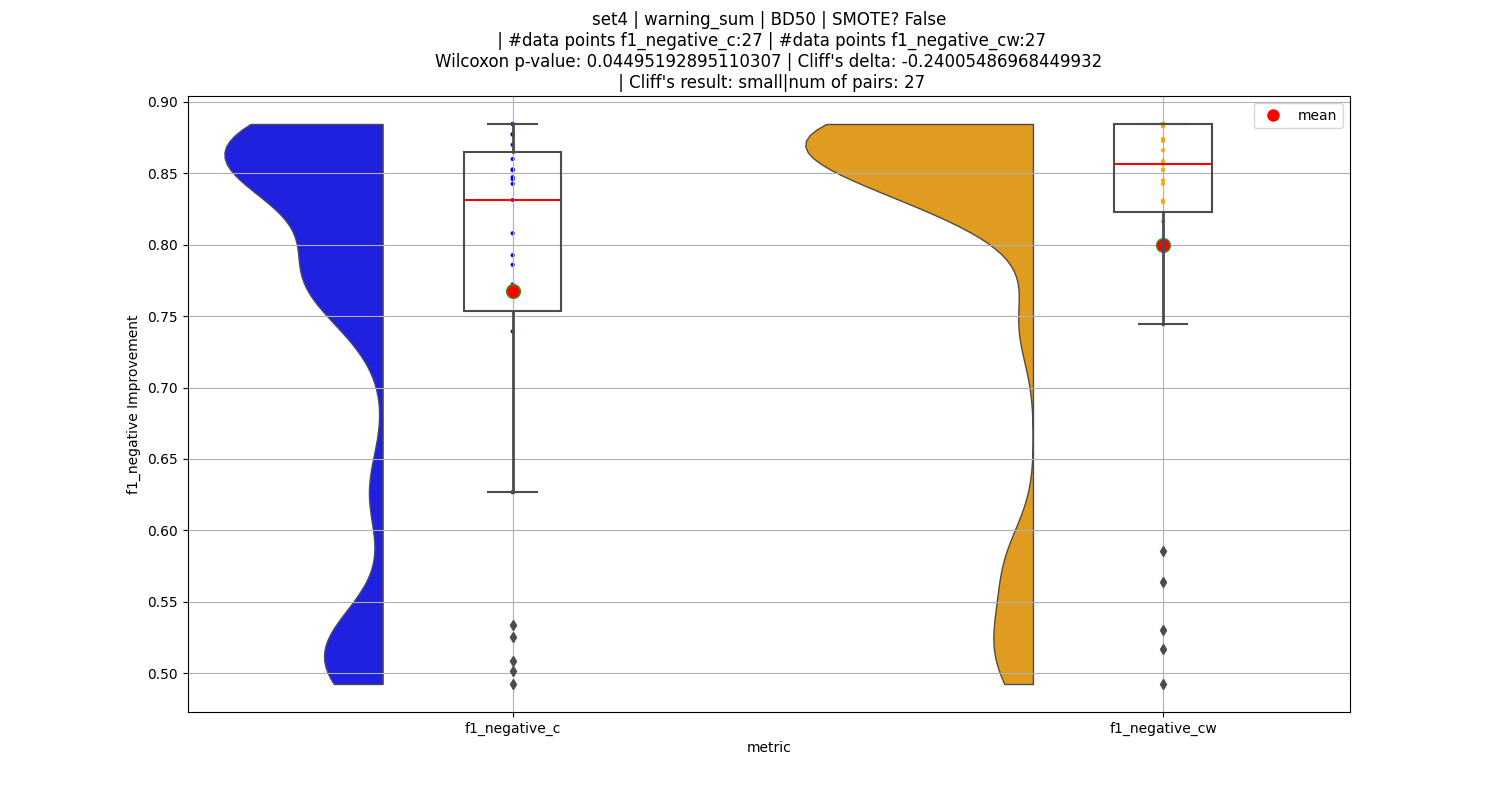 set4 | warning_sum | BD50 | SMOTE? False
| #data points f1_negative_c:27 | #data points f1_negative_cw:27
Wilcoxon p-value: 0.04495192895110307 | Cliff's delta: -0.24005486968449932
| Cliff's result: small|num of pairs: 27
mean
0.90
0.85
0.80
0.75
0.70
0.65
0.60
0.55
0.50
f1_negative Improvement
f1_negative_c
f1_negative_cw
metric